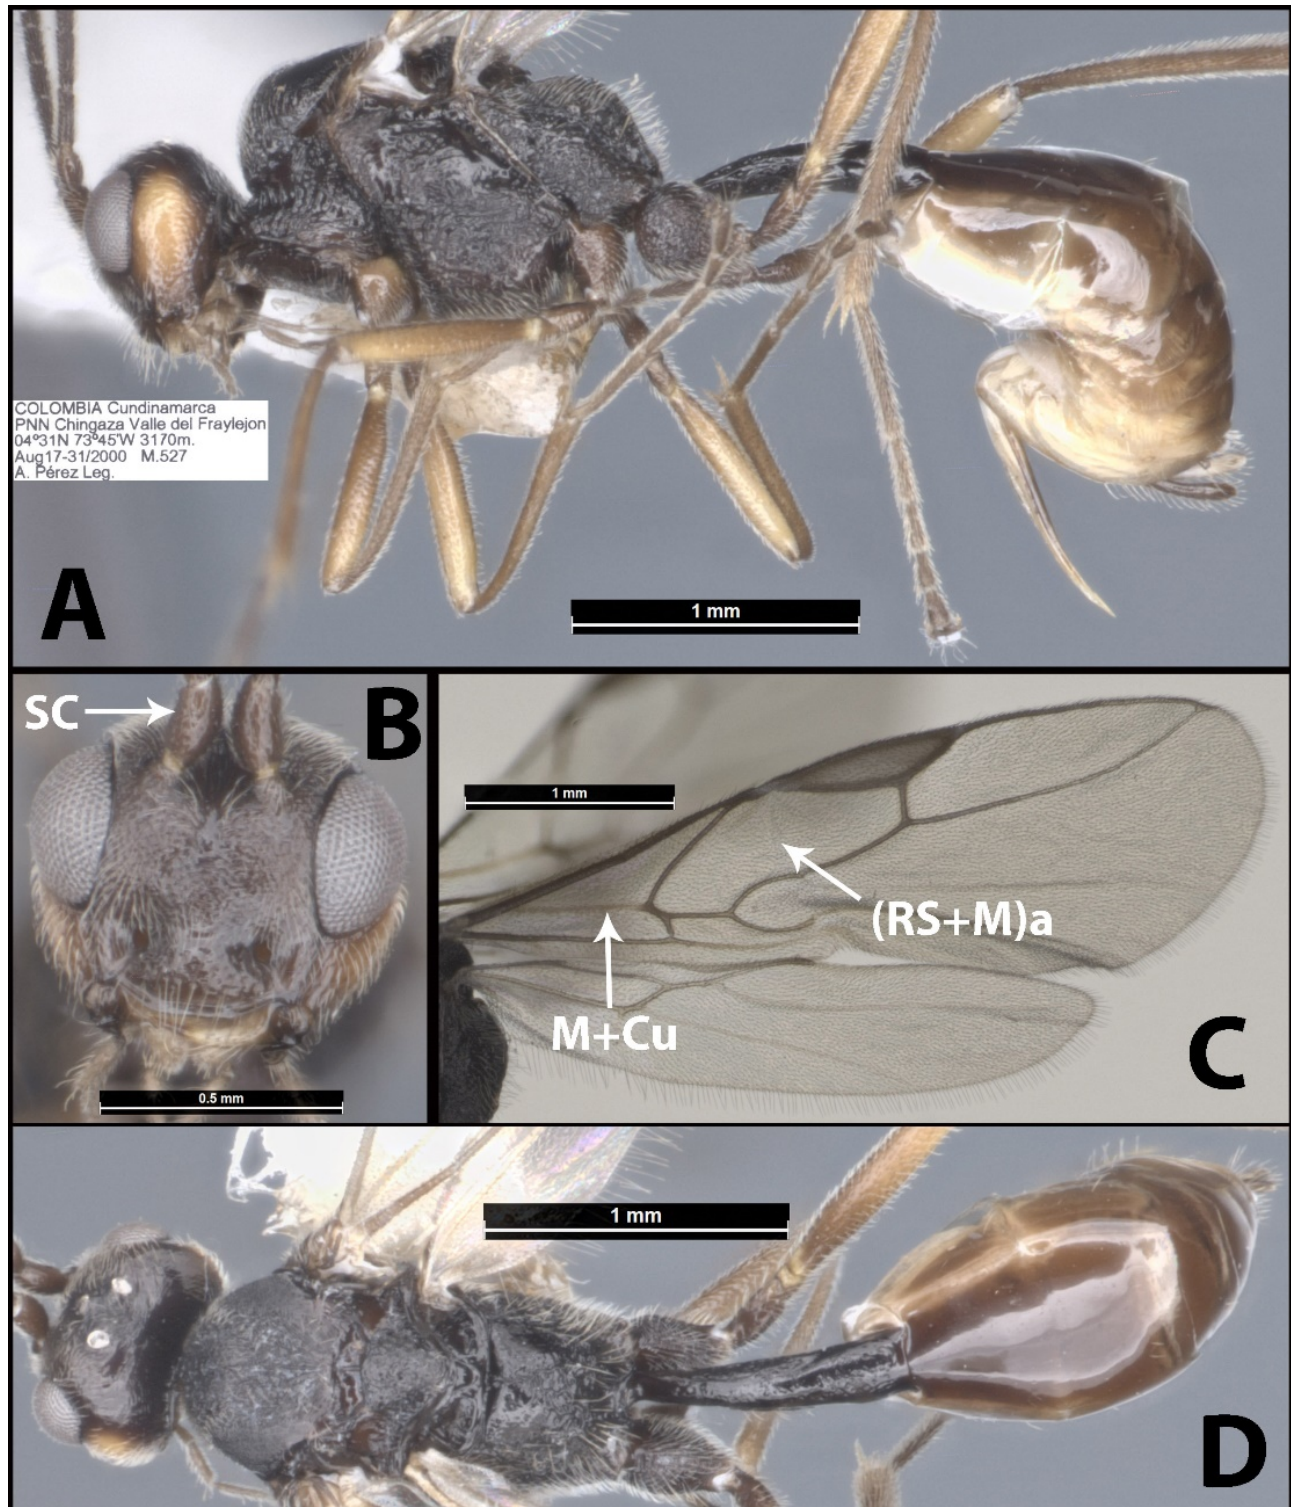 COLOMBIA Cundinamarca
PNN Chingaza Valle del Fraylejon
04º31N 73º45'W 3170m.
Aug17-31/2000 M.527
A. Pérez Leg.
A
1 mm
SC
B
0.5 mm
1 mm
(RS+M)a
M+Cu
C
1 mm
D